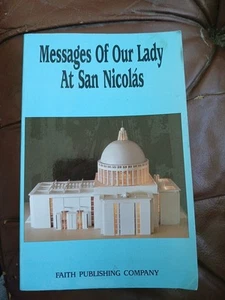 Messages Of Our Lady
At San Nicolás
FAITH PUBLISHING COMPANY